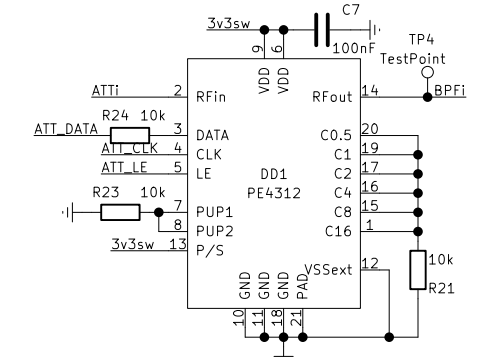 C7
3v3sw
100nF
TP4
TestPoint
9
6
VDD
VDD
ATTi
2
RFin
RFout
14
BPFi
R24
10k
ATT_DATA
3
DATA
C0.5
20
ATT_CLK
4
CLK
C1
19
ATT_LE
5
LE
DD1
C2
17
PE4312
C4
16
R23
10k
7
PUP1
C8
15
8
PUP2
C16
1
3v3sw
13
P/S
VSSext
12
10k
R21
GND
GND
GND
PAD
10
11
18
21